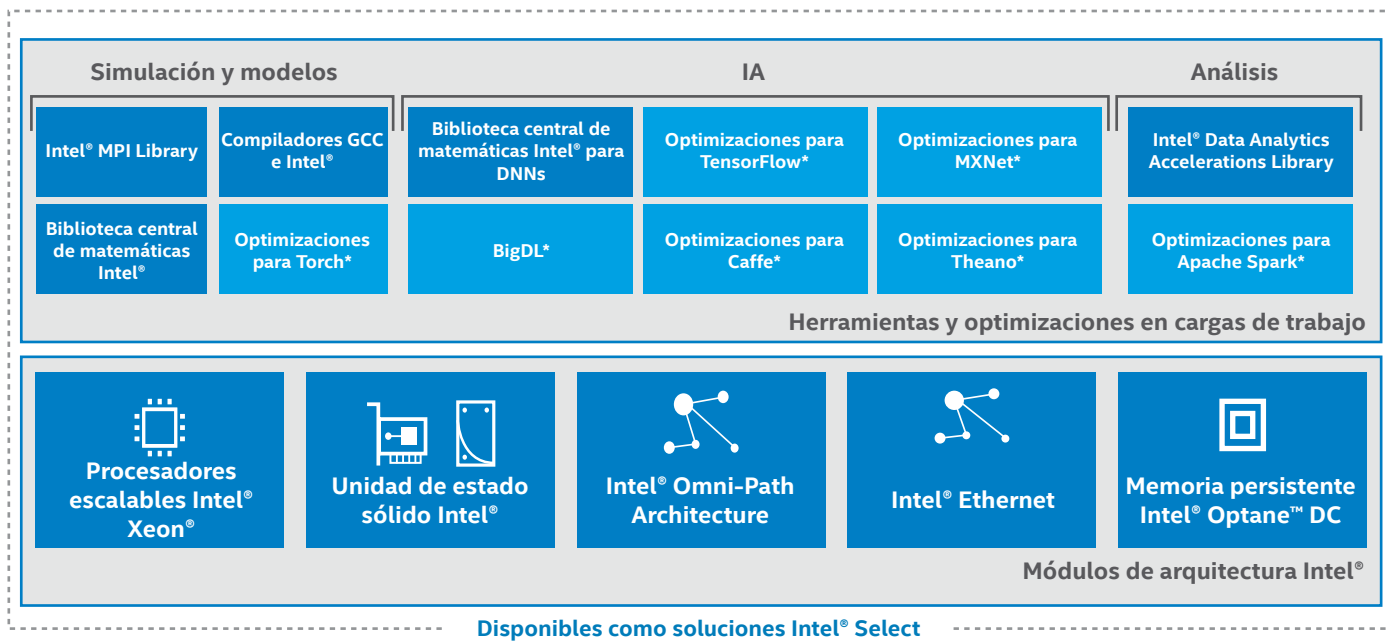 Simulación y modelos
IA
Análisis
Intel® MPI Library
Compiladores GCC
e Intel®
Biblioteca central de
matemáticas Intel® para
DNNs
Optimizaciones para
TensorFlow*
Optimizaciones para
MXNet*
Intel® Data Analytics
Accelerations Library
Biblioteca central
de matemáticas
Intel®
Optimizaciones
para Torch*
BigDL*
Optimizaciones para
Caffe*
Optimizaciones para
Theano*
Optimizaciones para
Apache Spark*
Herramientas y optimizaciones en cargas de trabajo
Procesadores
escalables Intel®
Xeon®
Unidad de estado
sólido Intel®
Intel® Omni-Path
Architecture
Intel® Ethernet
Memoria persistente
Intel® Optane™ DC
Módulos de arquitectura Intel®
Disponibles como soluciones Intel® Select